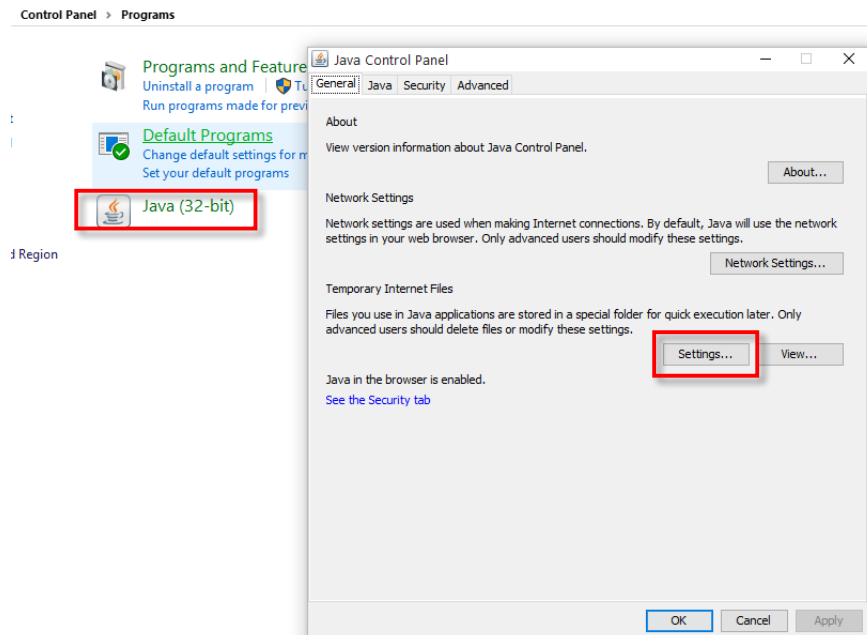 Control Panel > Programs
Programs and Feature
Uninstall a program
Tu
Run programs made for previ
Default Programs
Change default settings for m
Set your default programs
Java (32-bit)
d Region
Java Control Panel
General
Java
Security
Advanced
About
View version information about Java Control Panel.
About...
Network Settings
Network settings are used when making Internet connections. By default, Java will use the network
settings in your web browser. Only advanced users should modify these settings.
Network Settings...
Temporary Internet Files
Files you use in Java applications are stored in a special folder for quick execution later. Only
advanced users should delete files or modify these settings.
Settings...
View...
Java in the browser is enabled.
See the Security tab
OK
Cancel
Apply